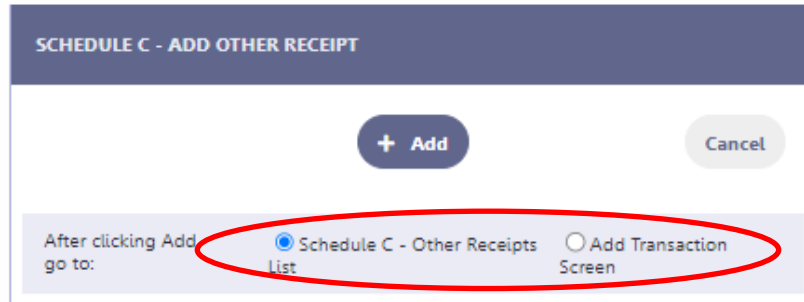 SCHEDULE C - ADD OTHER RECEIPT
+ Add
Cancel
After clicking Add
go to:
Schedule C - Other Receipts
List
Add Transaction
Screen